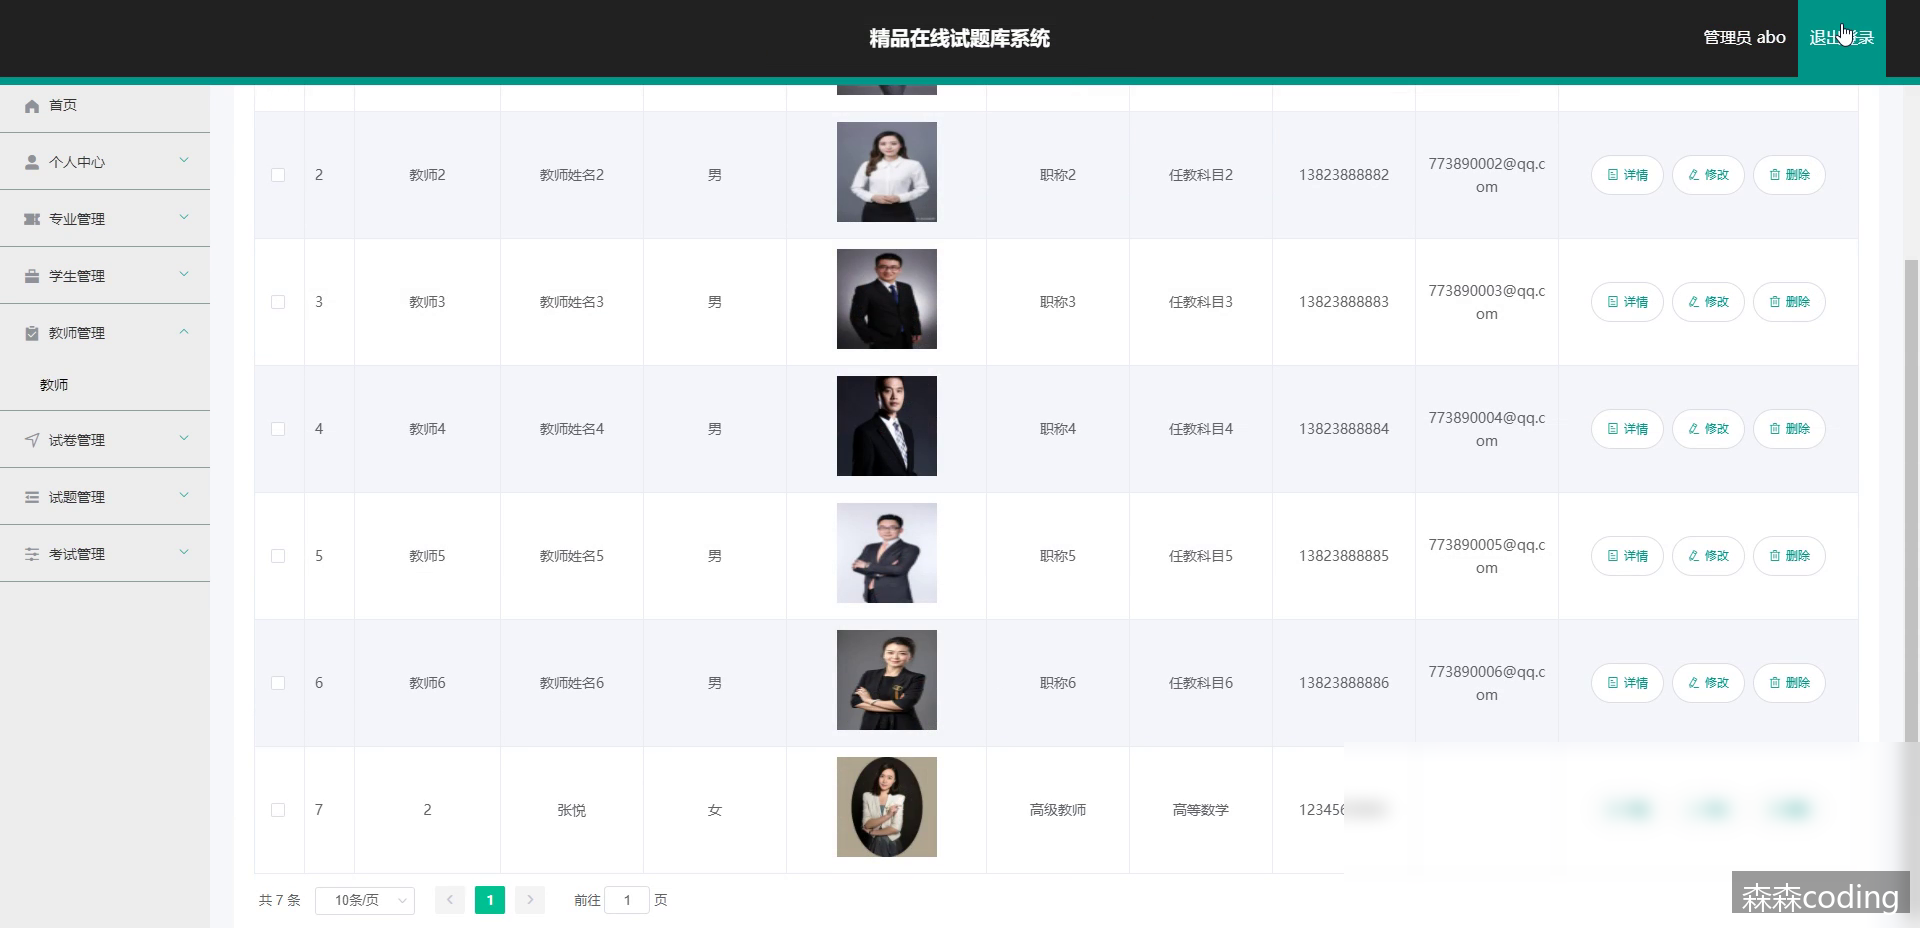 精品在线试题库系统
管理员 abo
退出登录
首页
个人中心
专业管理
学生管理
教师管理
教师
试卷管理
试题管理
考试管理
2 教师2 教师姓名2 男 职称2 任教科目2 13823888882 773890002@qq.c
om
详情 修改 删除
3 教师3 教师姓名3 男 职称3 任教科目3 13823888883 773890003@qq.c
om
详情 修改 删除
4 教师4 教师姓名4 男 职称4 任教科目4 13823888884 773890004@qq.c
om
详情 修改 删除
5 教师5 教师姓名5 男 职称5 任教科目5 13823888885 773890005@qq.c
om
详情 修改 删除
6 教师6 教师姓名6 男 职称6 任教科目6 13823888886 773890006@qq.c
om
详情 修改 删除
7 2 张悦 女 高级教师 高等数学 123456
共 7 条 10条/页 1 前往 1 页
森森coding